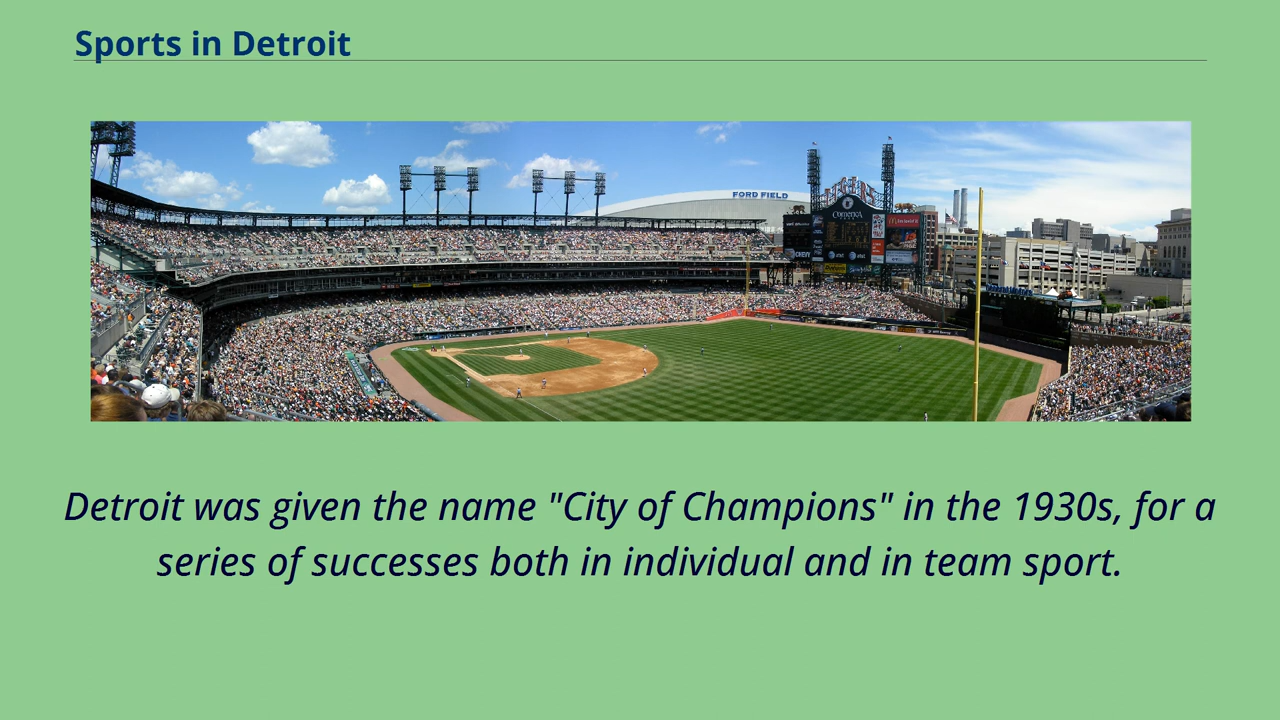 Sports in Detroit
FORD FIELD
COMERICA
Detroit was given the name "City of Champions" in the 1930s, for a
series of successes both in individual and in team sport.